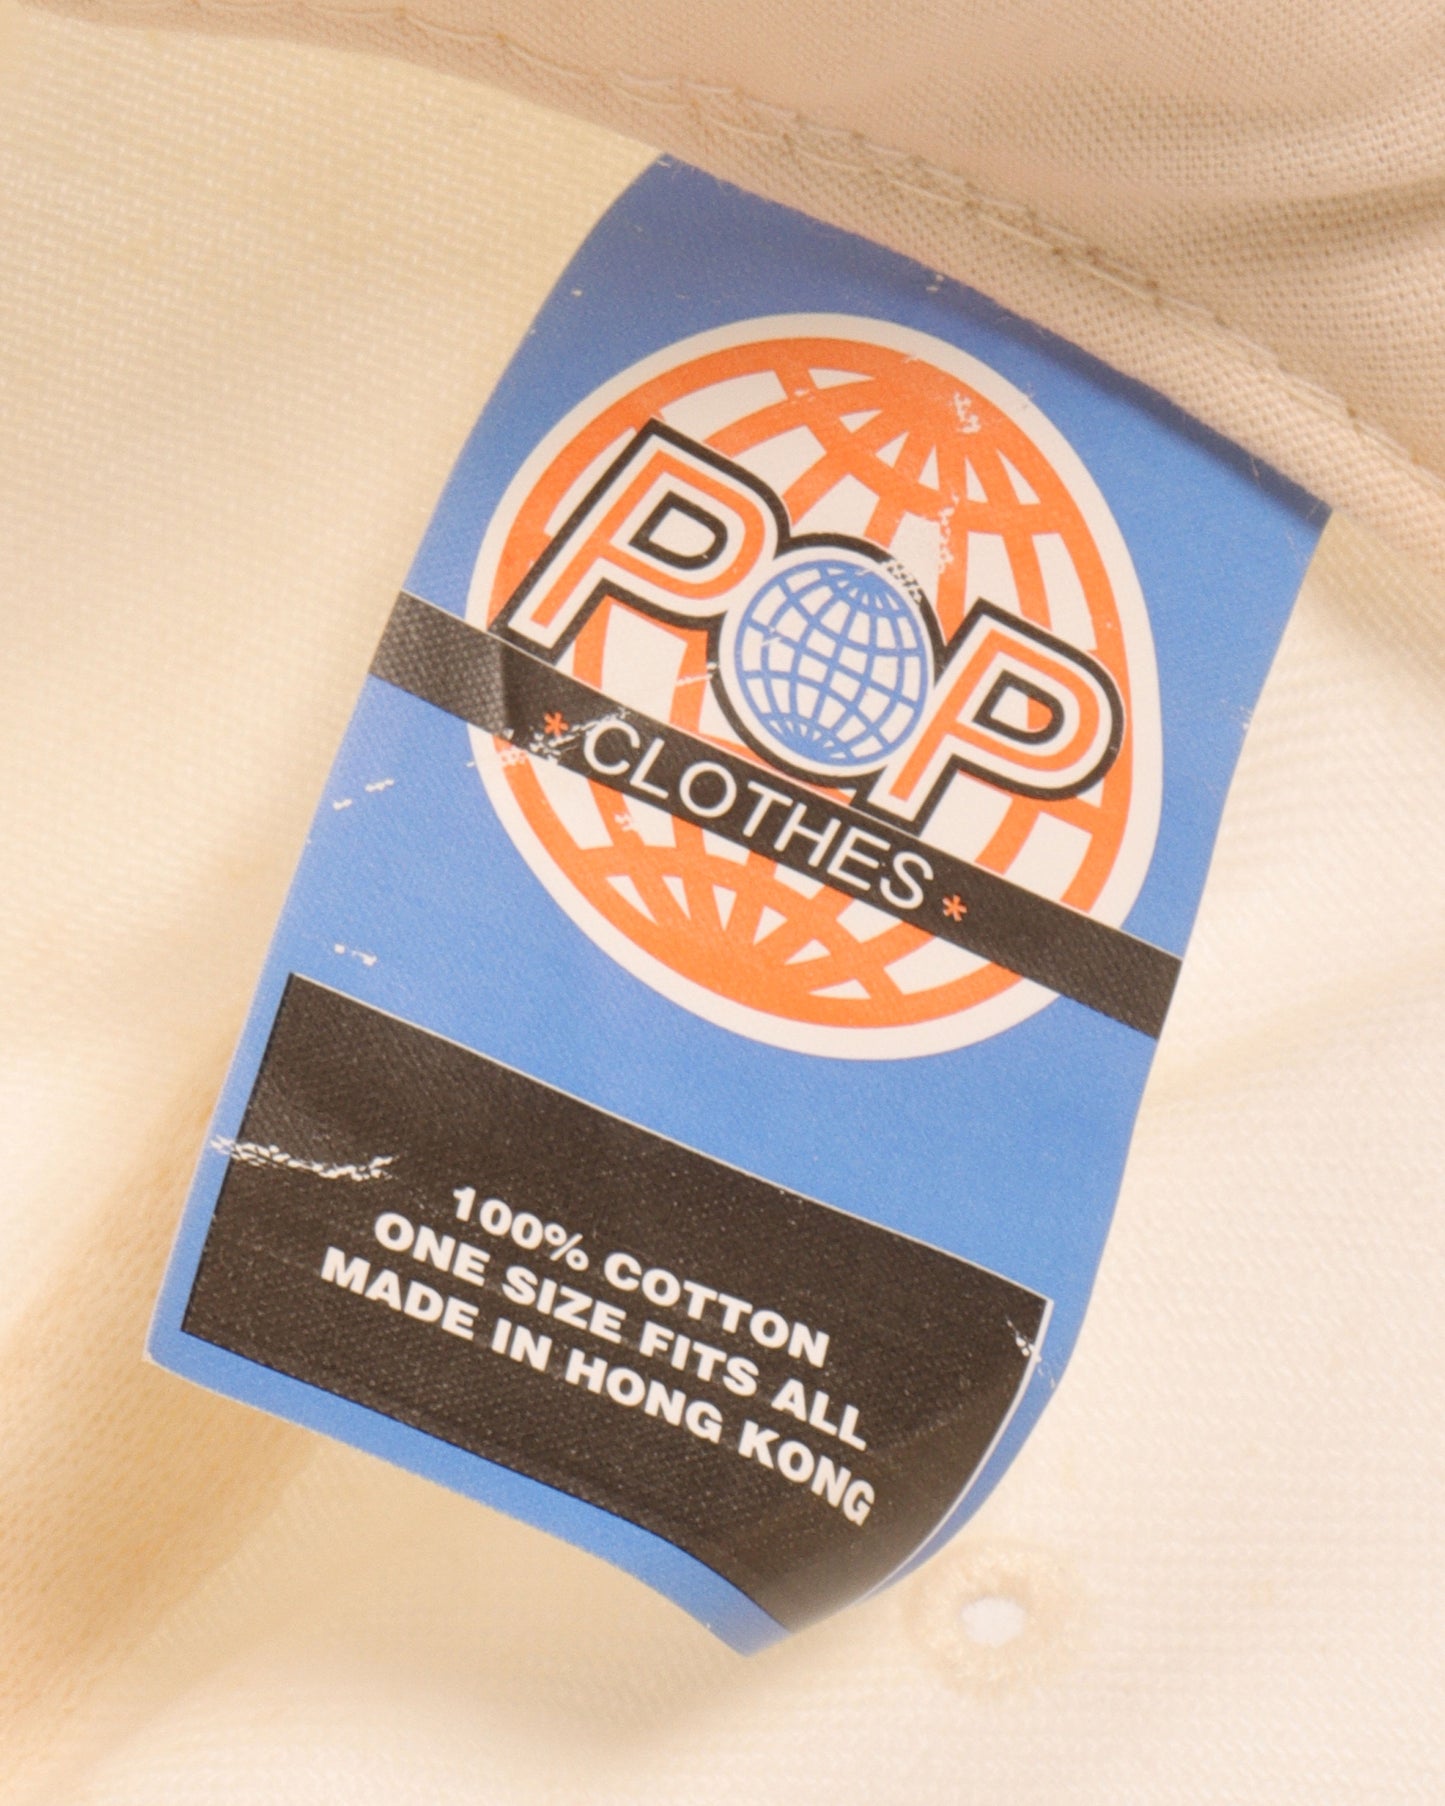 POP
* CLOTHES *
100% COTTON
ONE SIZE FITS ALL
MADE IN HONG KONG